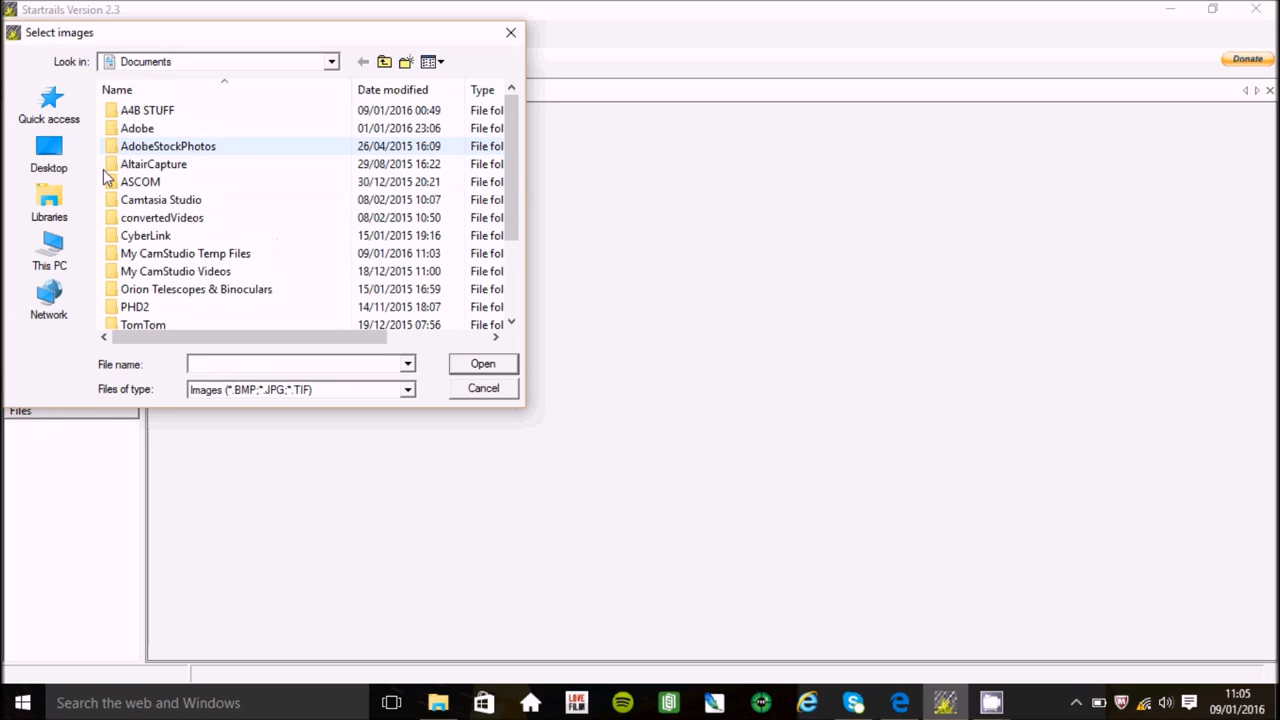 Startrails Version 2.3
Select images
Look in: Documents
Donate
Name Date modified Type
A4B STUFF 09/01/2016 00:49 File fol
Adobe 01/01/2016 23:06 File fol
AdobeStockPhotos 26/04/2015 16:09 File fol
AltairCapture 29/08/2015 16:22 File fol
ASCOM 30/12/2015 20:21 File fol
Camtasia Studio 08/02/2015 10:07 File fol
convertedVideos 08/02/2015 10:50 File fol
CyberLink 15/01/2015 19:16 File fol
My CamStudio Temp Files 09/01/2016 11:03 File fol
My CamStudio Videos 18/12/2015 11:00 File fol
Orion Telescopes & Binoculars 15/01/2015 16:59 File fol
PHD2 14/11/2015 18:07 File fol
TomTom 19/12/2015 07:56 File fol
Quick access
Desktop
Libraries
This PC
Network
File name: Open
Files of type: Images (*.BMP;*.JPG;*.TIF) Cancel
Files
Search the web and Windows
LOVE
FILM
11:05
09/01/2016